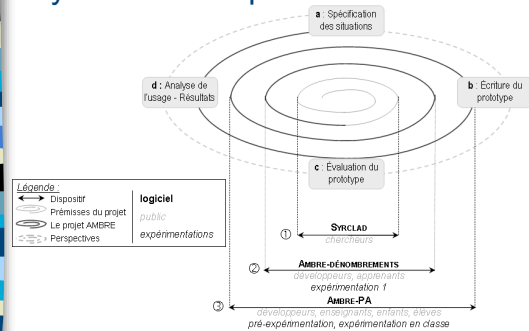 a : Spécification
des situations
d : Analyse de
l'usage - Résultats
b : Écriture du
prototype
c : Évaluation du
prototype
Légende :
Dispositif
Prémisses du projet
Le projet AMBRE
Perspectives
logiciel
public
expérimentations
① SYRCLAD
chercheurs
② AMBRE-DÉNOMBREMENTS
développeurs, apprenants
expérimentation 1
③ AMBRE-PA
développeurs, enseignants, enfants, élèves
pré-expérimentation, expérimentation en classe